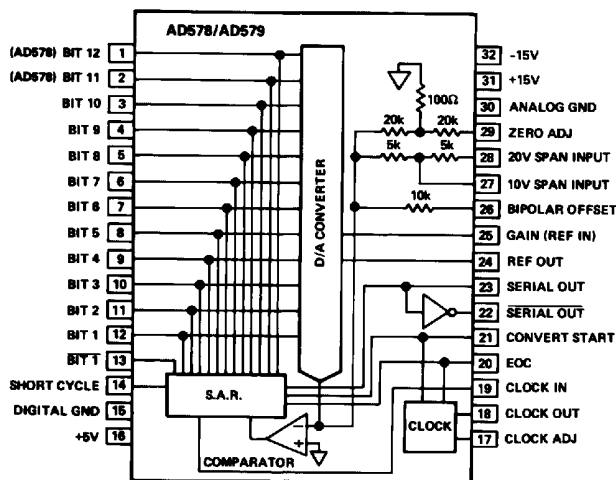 AD578/AD579
(AD578) BIT 12 1
(AD578) BIT 11 2
BIT 10 3
BIT 9 4
BIT 8 5
BIT 7 6
BIT 6 7
BIT 5 8
BIT 4 9
BIT 3 10
BIT 2 11
BIT 1 12
BIT 1 13
SHORT CYCLE 14
DIGITAL GND 15
+5V 16
D/A CONVERTER
S.A.R.
COMPARATOR
-
+
CLOCK
100Ω
20k 20k
5k 5k
10k
32 -15V
31 +15V
30 ANALOG GND
29 ZERO ADJ
28 20V SPAN INPUT
27 10V SPAN INPUT
26 BIPOLAR OFFSET
25 GAIN (REF IN)
24 REF OUT
23 SERIAL OUT
22 SERIAL OUT
21 CONVERT START
20 EOC
19 CLOCK IN
18 CLOCK OUT
17 CLOCK ADJ